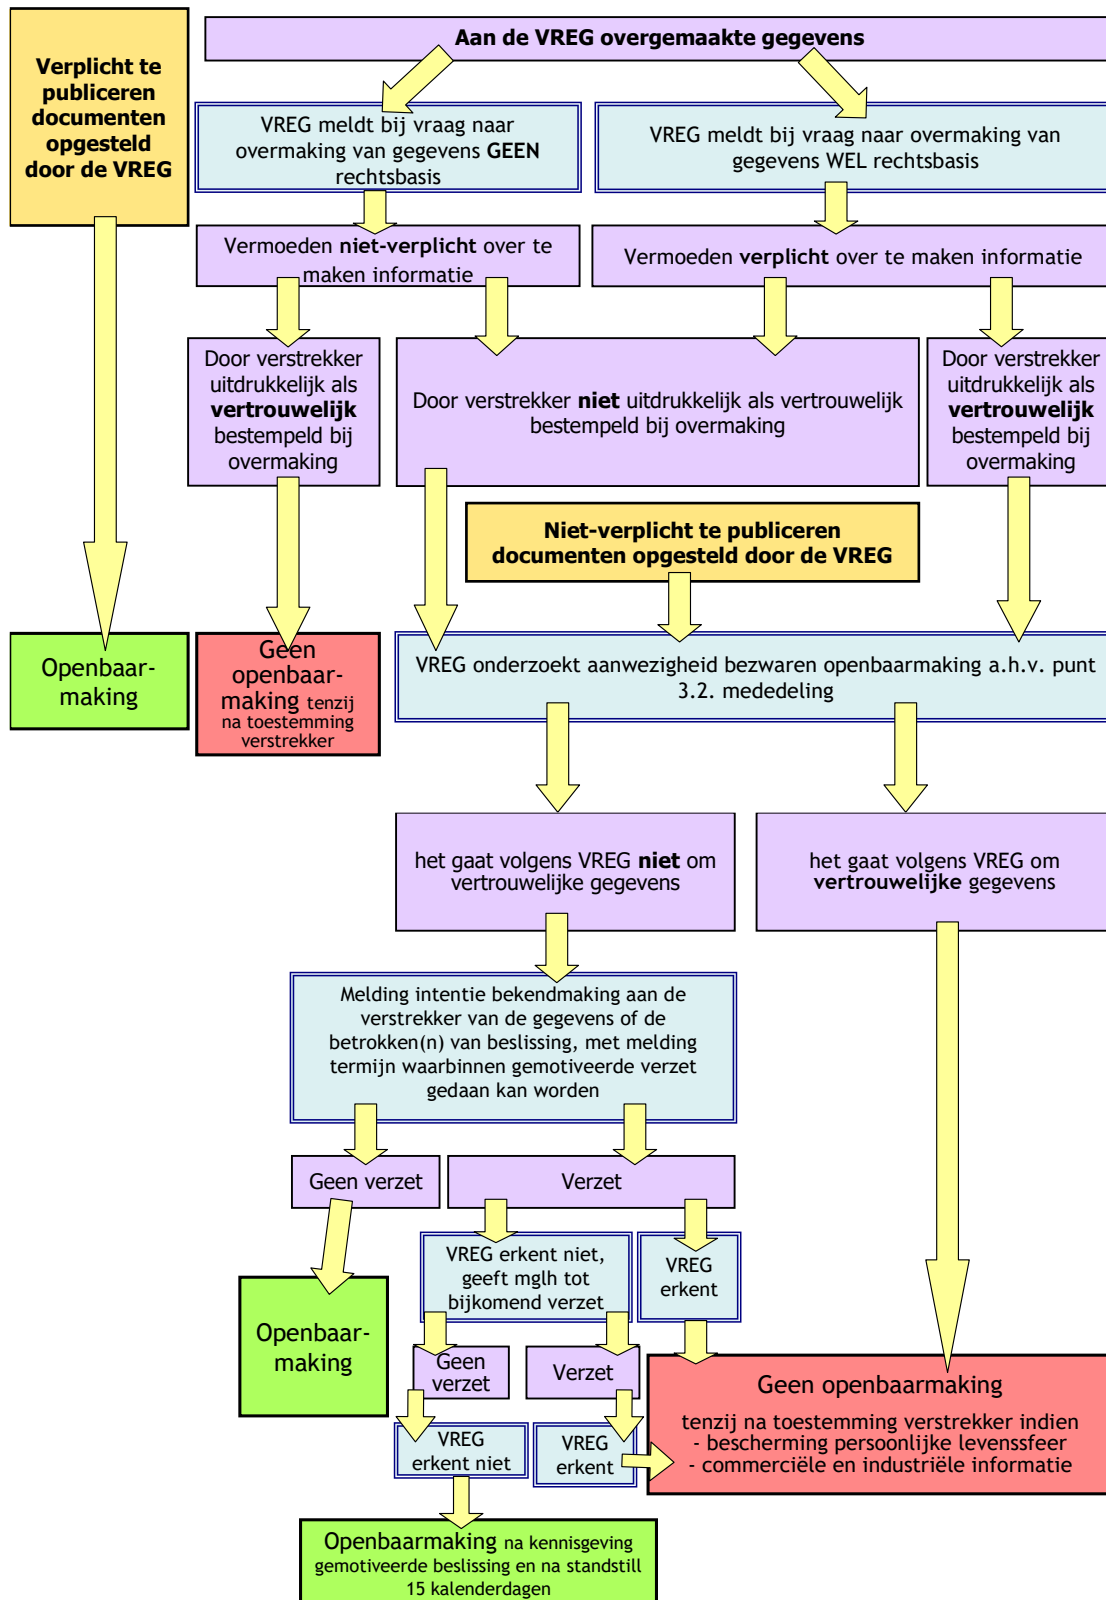 Verplicht te
publiceren
documenten
opgesteld
door de VREG
Aan de VREG overgemaakte gegevens
VREG meldt bij vraag naar
overmaking van gegevens GEEN
rechtsbasis
VREG meldt bij vraag naar overmaking van
gegevens WEL rechtsbasis
Vermoeden niet-verplicht over te
maken informatie
Vermoeden verplicht over te maken informatie
Door verstrekker
uitdrukkelijk als
vertrouwelijk
bestempeld bij
overmaking
Door verstrekker niet uitdrukkelijk als vertrouwelijk
bestempeld bij overmaking
Door verstrekker
uitdrukkelijk als
vertrouwelijk
bestempeld bij
overmaking
Niet-verplicht te publiceren
documenten opgesteld door de VREG
Openbaar-
making
Geen
openbaar-
making tenzij
na toestemming
verstrekker
VREG onderzoekt aanwezigheid bezwaren openbaarmaking a.h.v. punt
3.2. mededeling
het gaat volgens VREG niet om
vertrouwelijke gegevens
het gaat volgens VREG om
vertrouwelijke gegevens
Melding intentie bekendmaking aan de
verstrekker van de gegevens of de
betrokken(n) van beslissing, met melding
termijn waarbinnen gemotiveerde verzet
gedaan kan worden
Geen verzet
Verzet
VREG erkent niet,
geeft mglh tot
bijkomend verzet
VREG
erkent
Openbaar-
making
Geen
verzet
Verzet
Geen openbaarmaking
tenzij na toestemming verstrekker indien
- bescherming persoonlijke levenssfeer
- commerciële en industriële informatie
VREG
erkent niet
VREG
erkent
Openbaarmaking na kennisgeving
gemotiveerde beslissing en na standstill
15 kalenderdagen